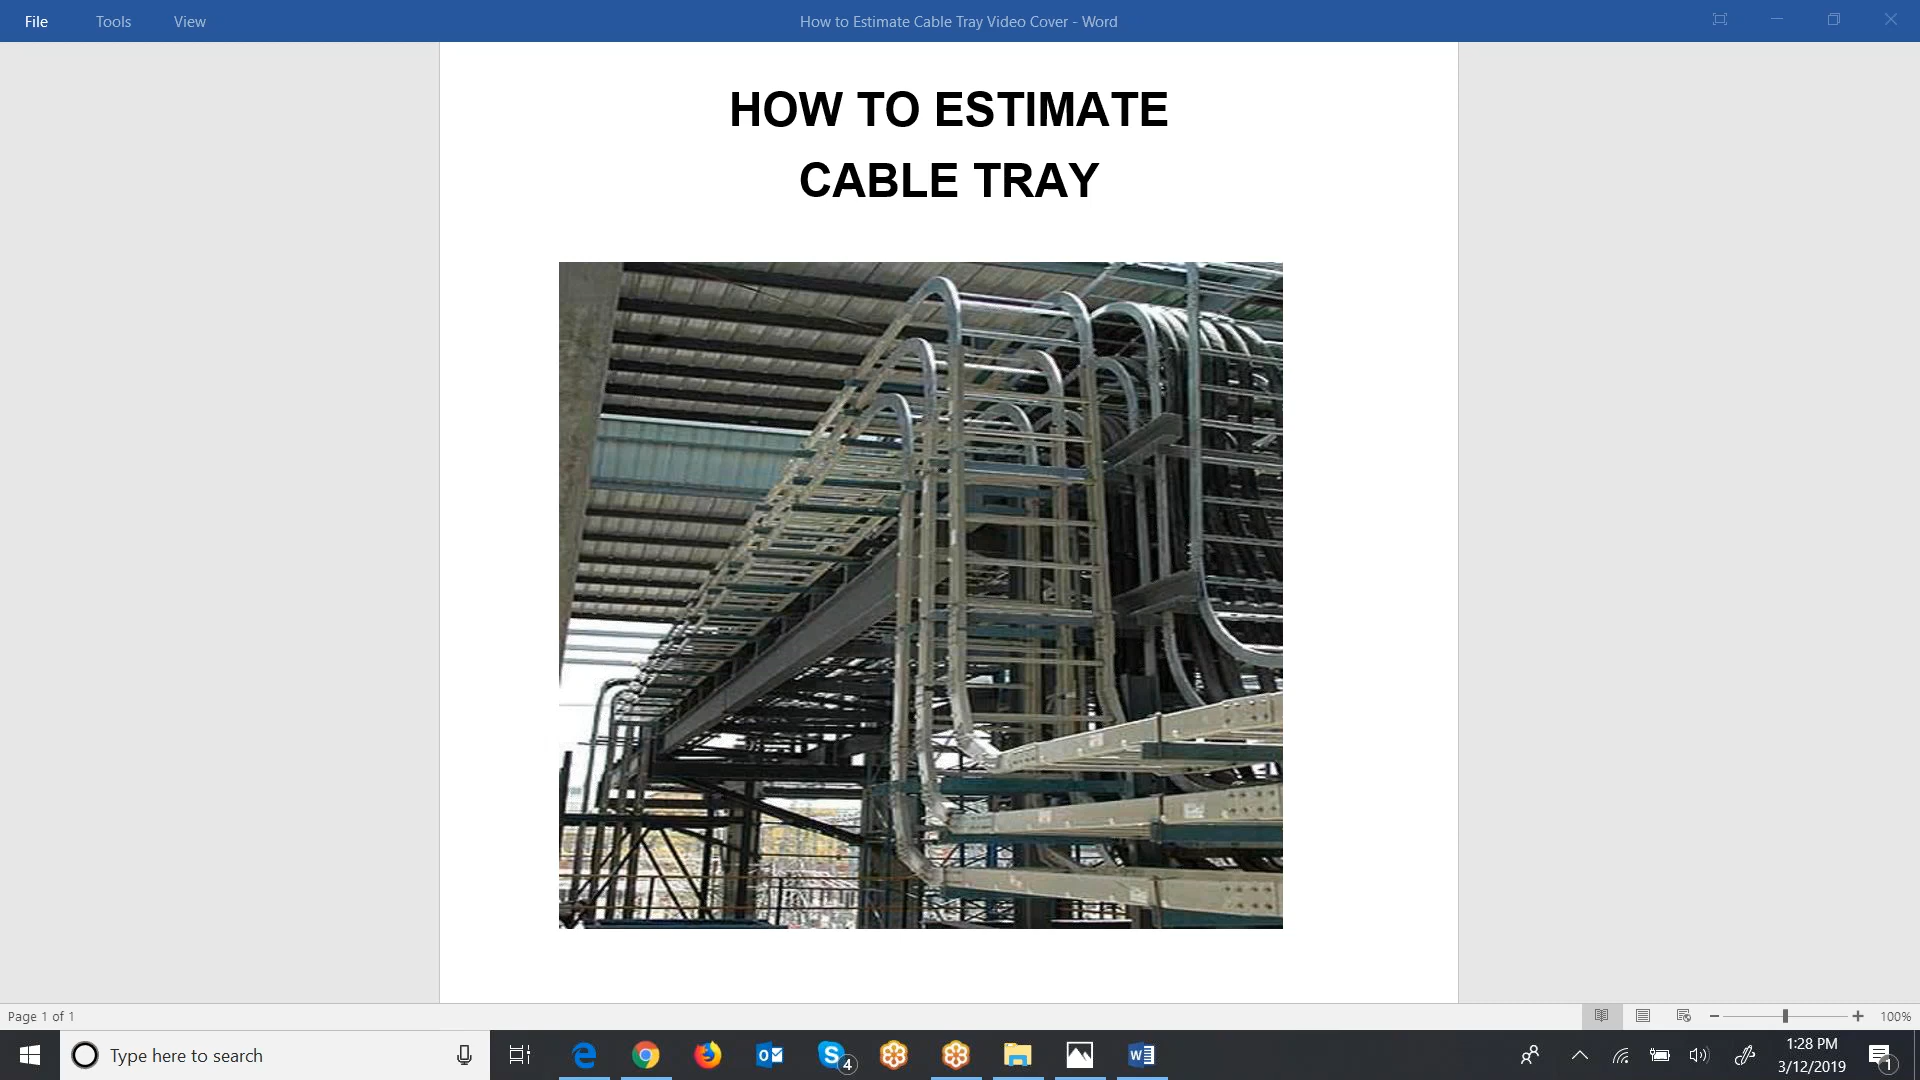 File Tools View How to Estimate Cable Tray Video Cover - Word
HOW TO ESTIMATE
CABLE TRAY
Page 1 of 1 100%
Type here to search
4
1:28 PM
3/12/2019
1